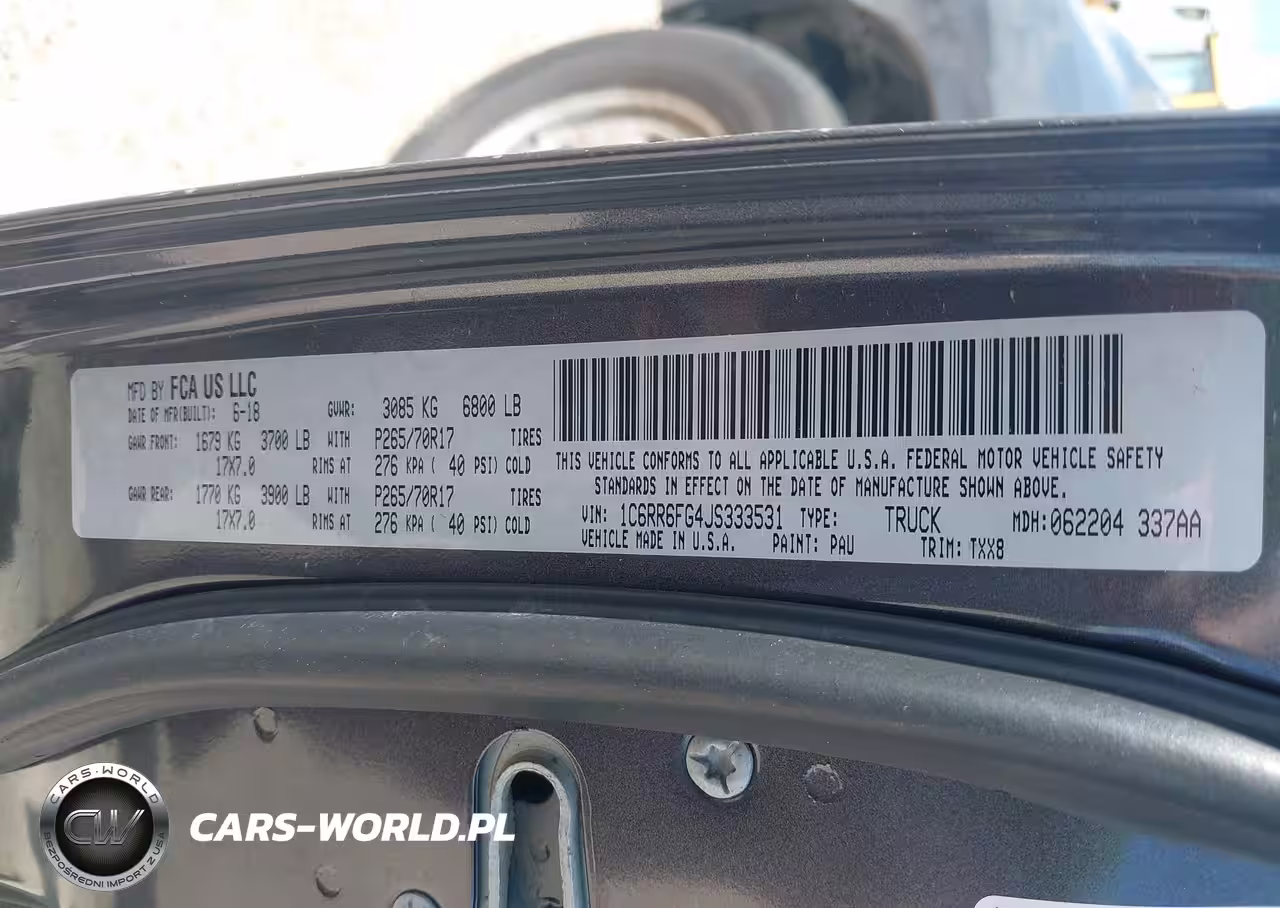 MFD BY FCA US LLC
DATE OF MFR(BUILT): 6-18 GVWR: 3085 KG 6800 LB
GAWR FRONT: 1679 KG 3700 LB WITH P265/70R17 TIRES
17X7.0 RIMS AT 276 KPA ( 40 PSI) COLD
GAWR REAR: 1770 KG 3900 LB WITH P265/70R17 TIRES
17X7.0 RIMS AT 276 KPA ( 40 PSI) COLD
THIS VEHICLE CONFORMS TO ALL APPLICABLE U.S.A. FEDERAL MOTOR VEHICLE SAFETY
STANDARDS IN EFFECT ON THE DATE OF MANUFACTURE SHOWN ABOVE.
VIN: 1C6RR6FG4JS333531 TYPE: TRUCK MDH:062204 337AA
VEHICLE MADE IN U.S.A. PAINT: PAU TRIM: TXX8
CARS-WORLD
CW
BEZPOŚREDNI IMPORT Z USA
CARS-WORLD.PL